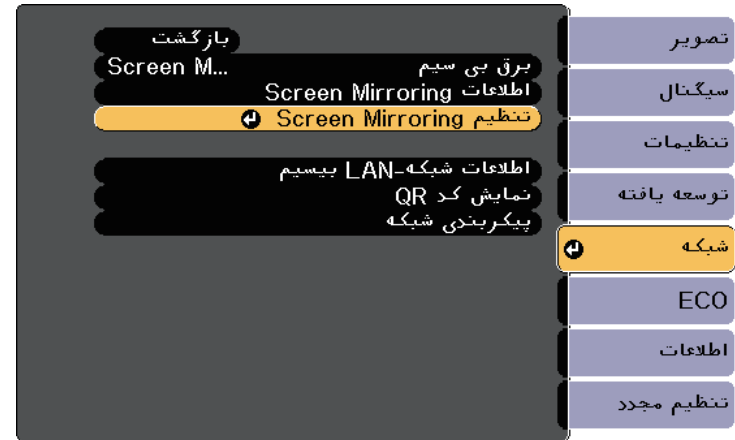 تصویر
سیگنال
تنظیمات
توسعه یافته
شبکه
ECO
اطلاعات
تنظیم مجدد
بازگشت
برق بی سیم Screen M...
اطلاعات Screen Mirroring
تنظیم Screen Mirroring
اطلاعات شبکه-LAN بیسیم
نمایش کد QR
پیکربندی شبکه